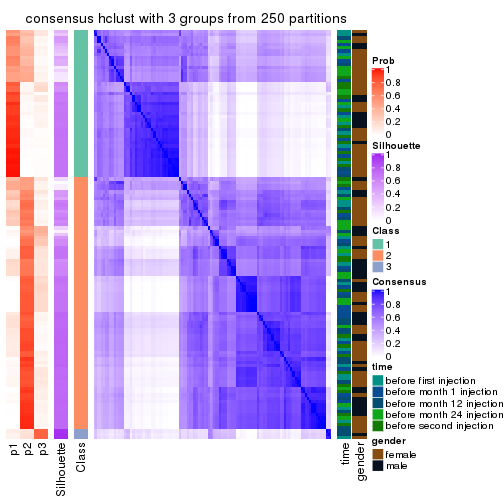 consensus hclust with 3 groups from 250 partitions
Prob
1
0.8
0.6
0.4
0.2
0
Silhouette
1
0.8
0.6
0.4
0.2
0
Class
1
2
3
Consensus
1
0.8
0.6
0.4
0.2
0
time
before first injection
before month 1 injection
before month 12 injection
before month 24 injection
before second injection
gender
female
male
p1
p2
p3
Silhouette
Class
time
gender